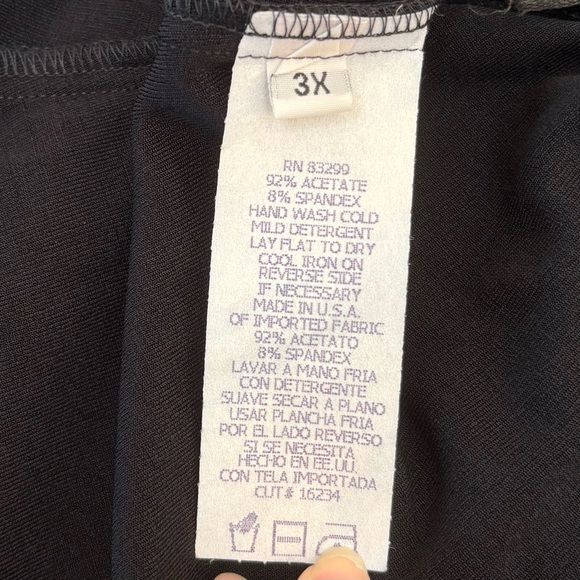 3X
RN 83299
92% ACETATE
8% SPANDEX
HAND WASH COLD
MILD DETERGENT
LAY FLAT TO DRY
COOL IRON ON
REVERSE SIDE
IF NECESSARY
MADE IN U.S.A.
OF IMPORTED FABRIC
92% ACETATO
8% SPANDEX
LAVAR A MANO FRIA
CON DETERGENTE
SUAVE SECAR A PLANO
USAR PLANCHA FRIA
POR EL LADO REVERSO
SI SE NECESITA
HECHO EN EE.UU.
CON TELA IMPORTADA
CUT# 16234